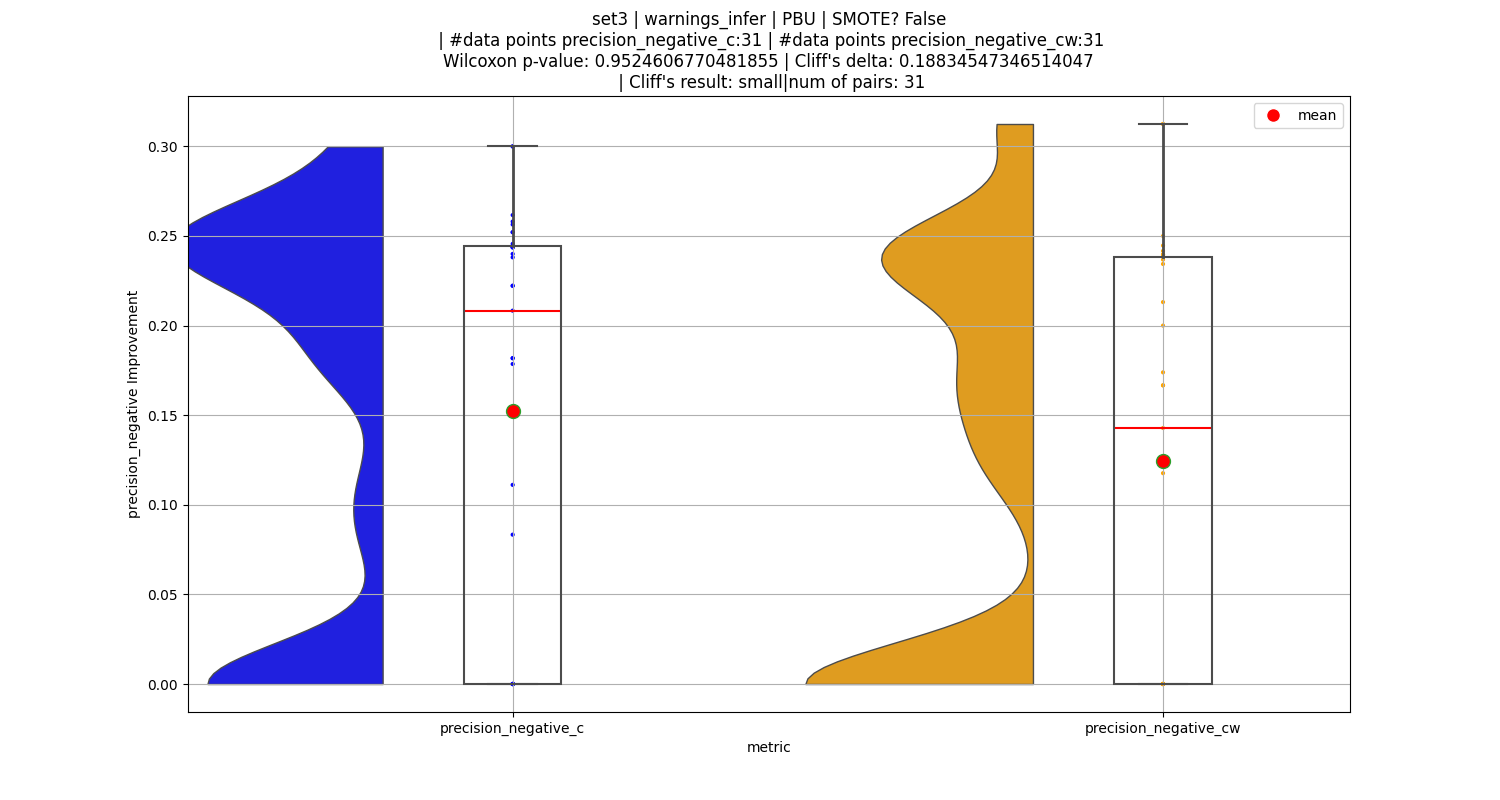 set3 | warnings_infer | PBU | SMOTE? False
| #data points precision_negative_c:31 | #data points precision_negative_cw:31
Wilcoxon p-value: 0.9524606770481855 | Cliff's delta: 0.18834547346514047
| Cliff's result: small|num of pairs: 31
mean
0.30
0.25
0.20
0.15
0.10
0.05
0.00
precision_negative Improvement
precision_negative_c
precision_negative_cw
metric